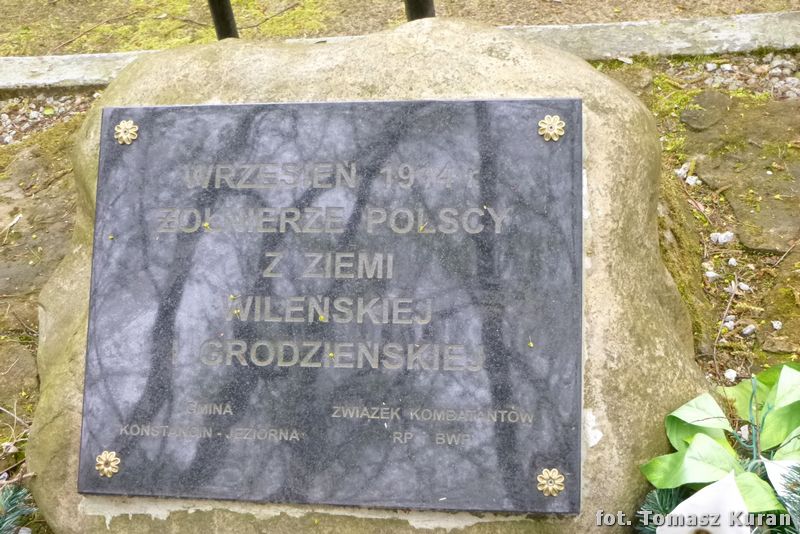 WRZESIEŃ 1944
ŻOŁNIERZE POLSCY
Z ZIEMI
WILEŃSKIEJ
I GRODZIEŃSKIEJ
GMINA
KONSTANCIN - JEZIORNA
ZWIĄZEK KOMBATANTÓW
RP I BWP
fot. Tomasz Kuran